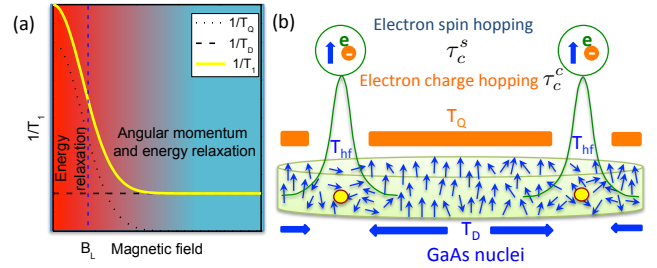 (a)
1/T_Q
1/T_D
1/T_1
1/T_1
Energy
relaxation
Angular momentum
and energy relaxation
B_L
Magnetic field
(b)
Electron spin hopping
e
-
τ_c^s
e
-
Electron charge hopping τ_c^c
T_Q
T_hf
T_hf
T_D
GaAs nuclei